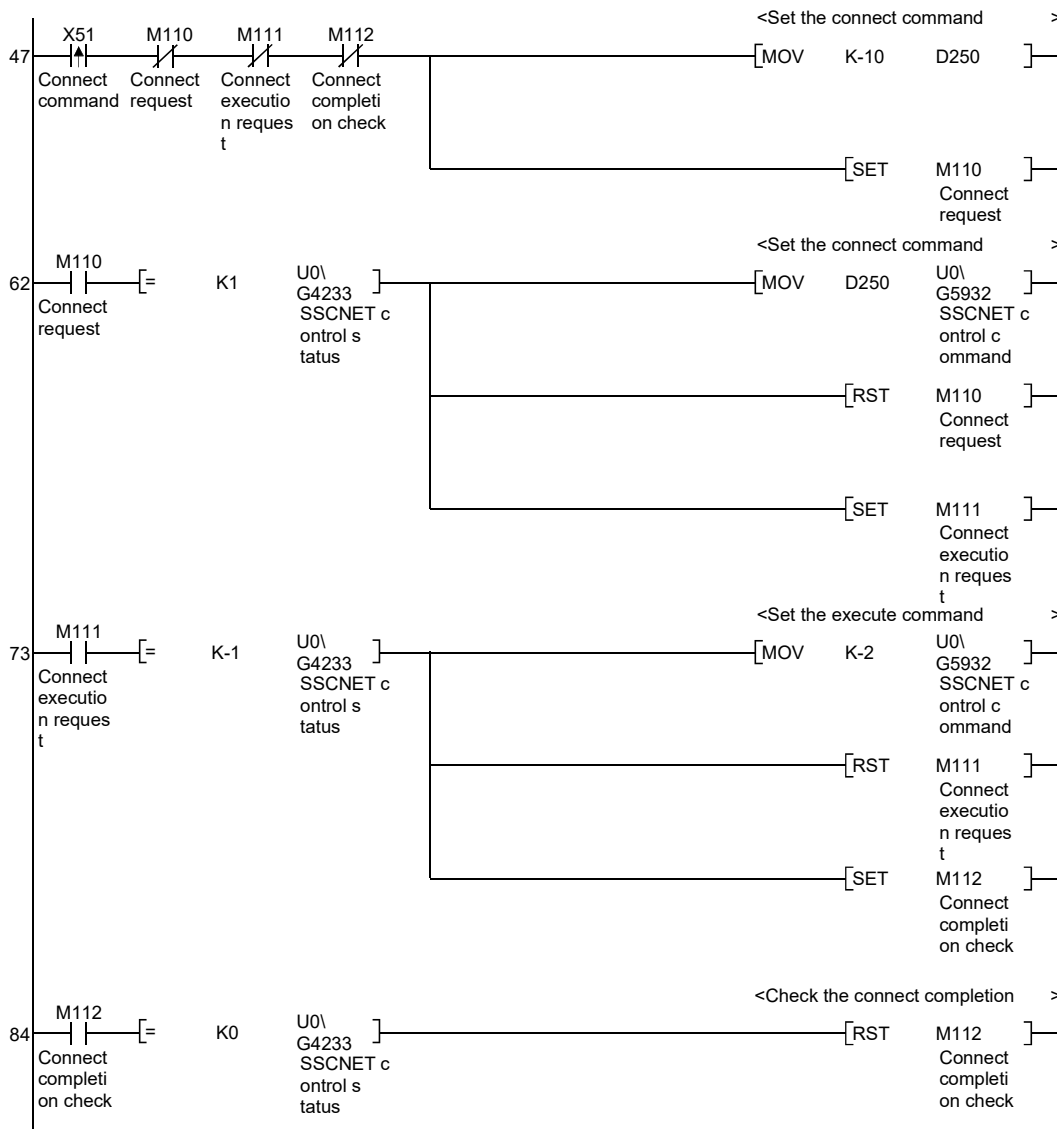 <Set the connect command >
X51 M110 M111 M112
47 [MOV K-10 D250 ]
Connect Connect Connect Connect
command request executio completi
n reques on check
t
[SET M110 ]
Connect
request
<Set the connect command >
M110
62 [= K1 U0\ ] [MOV D250 U0\ ]
Connect G4233 G5932
request SSCNET c SSCNET c
ontrol s ontrol c
tatus ommand
[RST M110 ]
Connect
request
[SET M111 ]
Connect
executio
n reques
t
<Set the execute command >
M111
73 [= K-1 U0\ ] [MOV K-2 U0\ ]
Connect G4233 G5932
executio SSCNET c SSCNET c
n reques ontrol s ontrol c
t tatus ommand
[RST M111 ]
Connect
executio
n reques
t
[SET M112 ]
Connect
completi
on check
<Check the connect completion >
M112
84 [= K0 U0\ ] [RST M112 ]
Connect G4233 Connect
completi SSCNET c completi
on check ontrol s on check
tatus